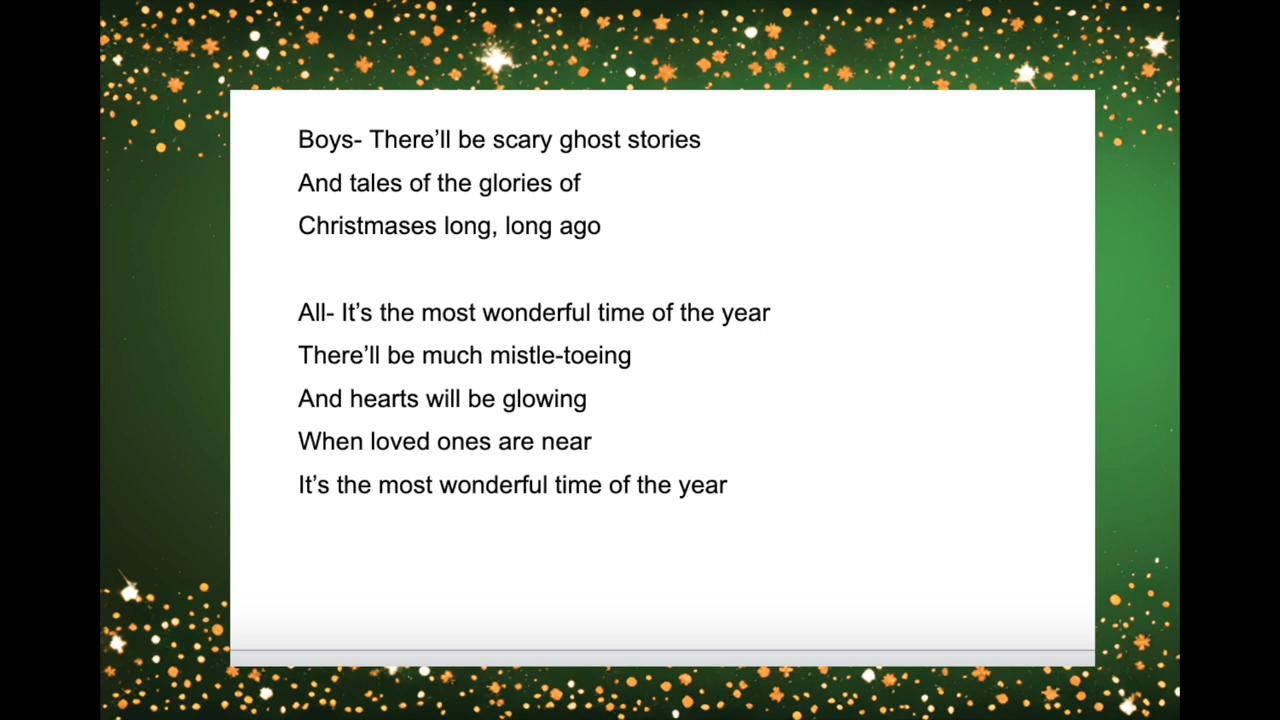 Boys- There’ll be scary ghost stories
And tales of the glories of
Christmases long, long ago
All- It’s the most wonderful time of the year
There’ll be much mistle-toeing
And hearts will be glowing
When loved ones are near
It’s the most wonderful time of the year